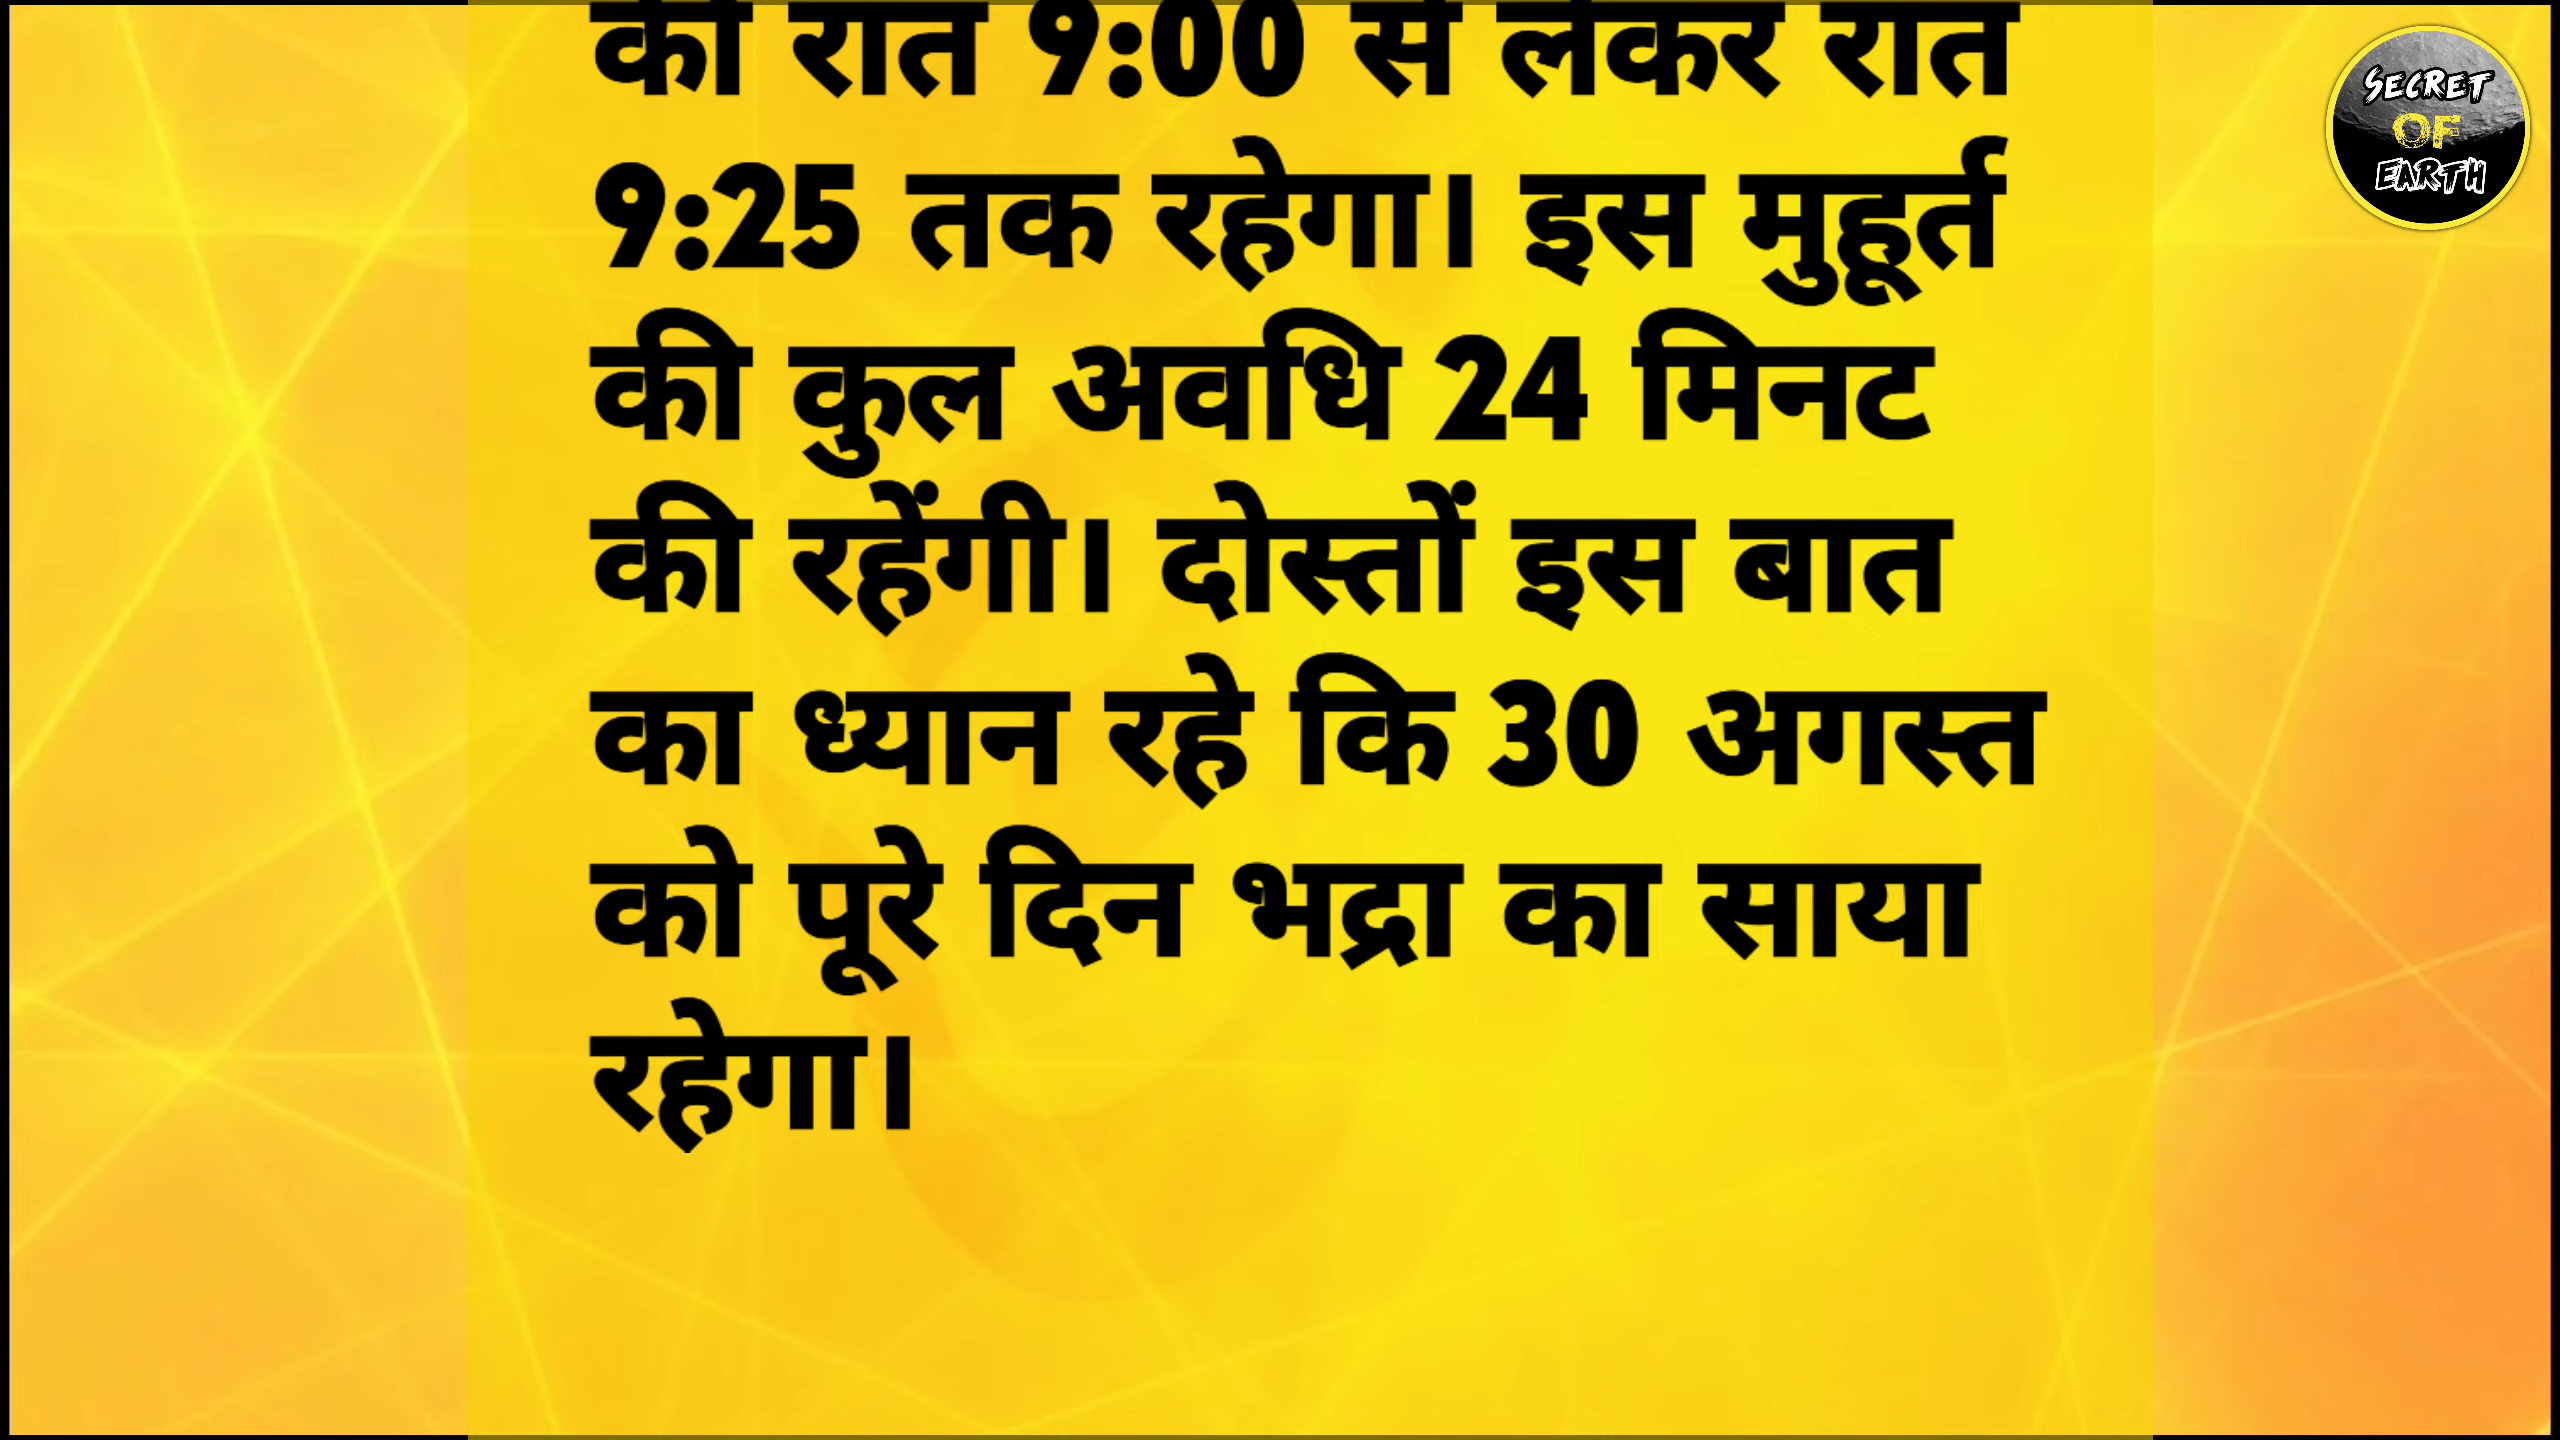 की रात 9:00 से लेकर रात
9:25 तक रहेगा। इस मुहूर्त
की कुल अवधि 24 मिनट
की रहेंगी। दोस्तों इस बात
का ध्यान रहे कि 30 अगस्त
को पूरे दिन भद्रा का साया
रहेगा।
SECRET
OF
EARTH